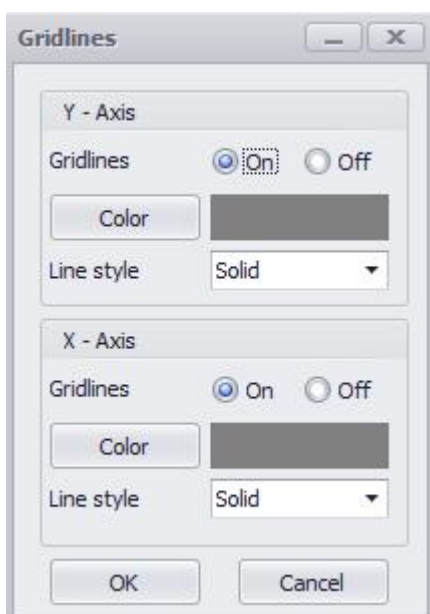 Gridlines
Y - Axis
Gridlines On Off
Color
Line style Solid
X - Axis
Gridlines On Off
Color
Line style Solid
OK Cancel